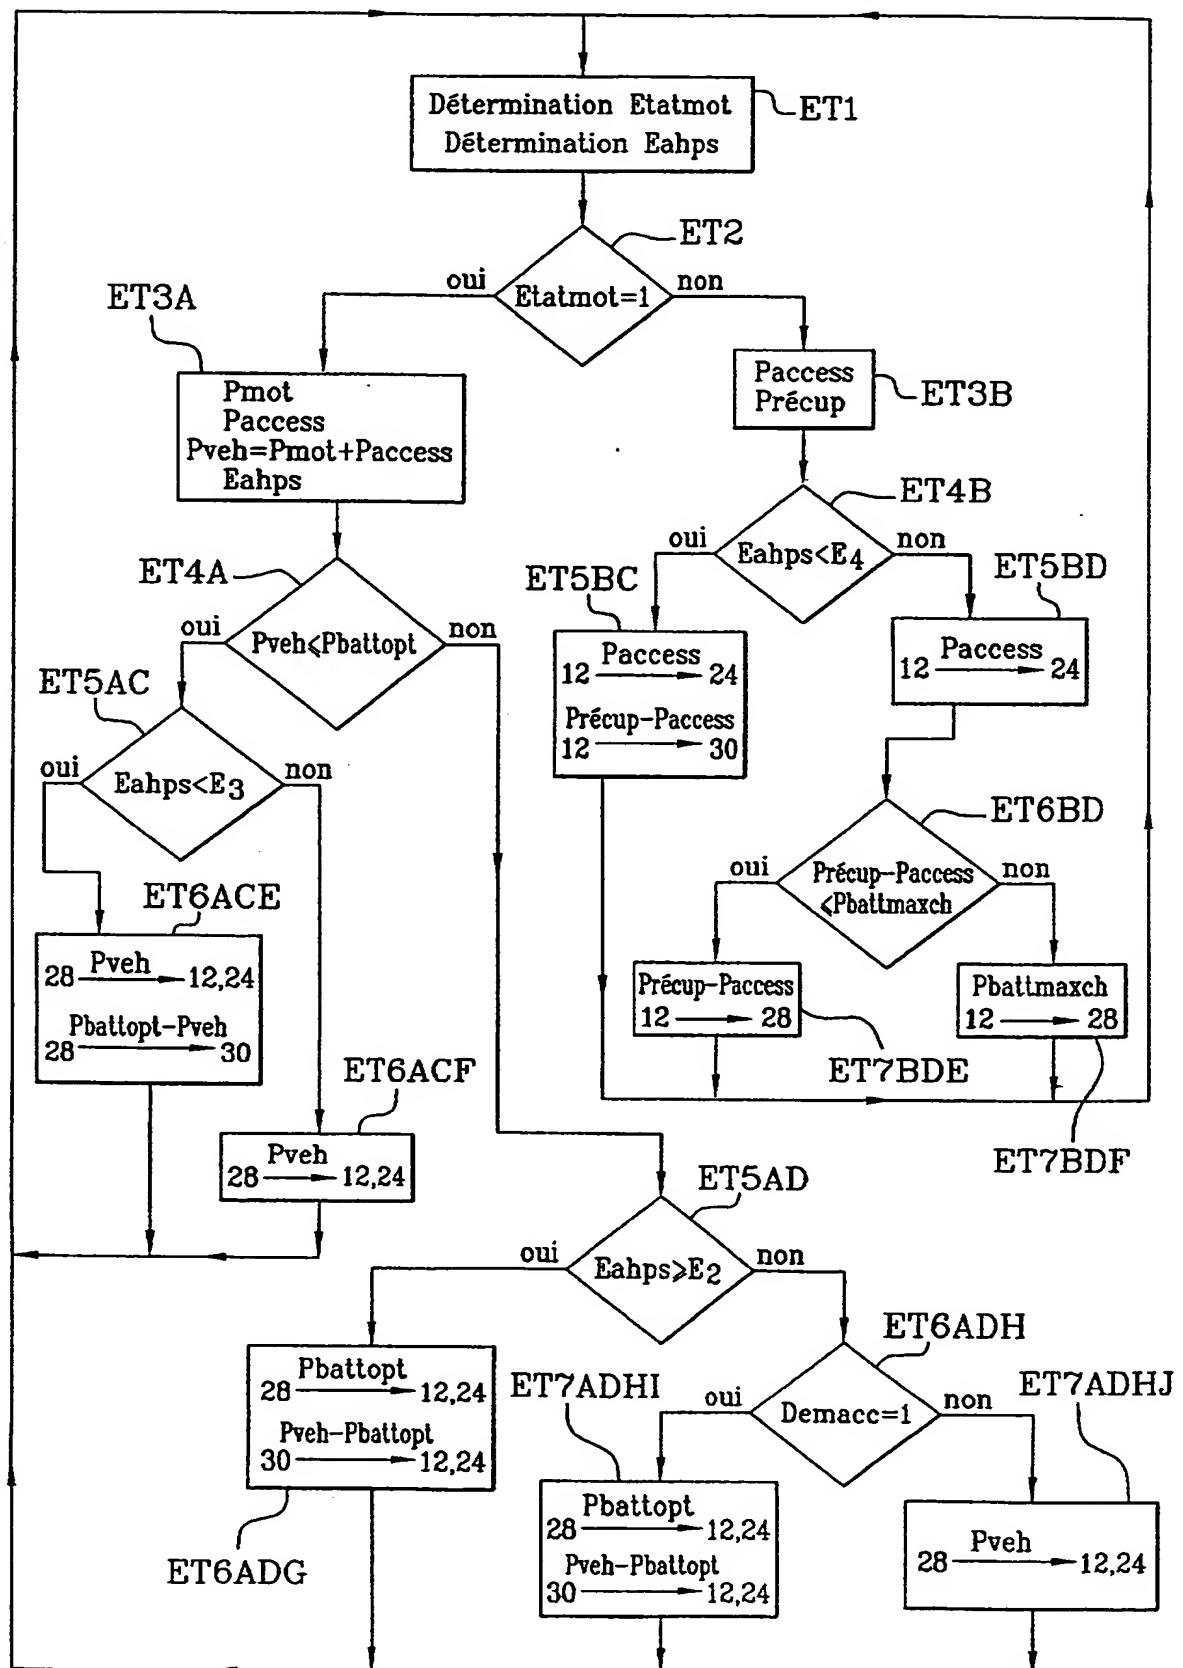 Détermination Etatmot
Détermination Eahps
ET1
ET2
oui
Etatmot=1
non
ET3A
Pmot
Paccess
Pveh=Pmot+Paccess
Eahps
Paccess
Précup
ET3B
ET4B
oui
Eahps<E4
non
ET4A
oui
Pveh⩽Pbattopt
non
ET5BC
Paccess
12 → 24
Précup-Paccess
12 → 30
ET5BD
Paccess
12 → 24
ET5AC
oui
Eahps<E3
non
ET6BD
oui
Précup-Paccess
⩽Pbattmaxch
non
ET6ACE
Pveh
28 → 12,24
Pbattopt-Pveh
28 → 30
Précup-Paccess
12 → 28
ET7BDE
Pbattmaxch
12 → 28
ET7BDF
ET6ACF
Pveh
28 → 12,24
ET5AD
oui
Eahps⩾E2
non
ET6ADH
oui
Demacc=1
non
Pbattopt
28 → 12,24
Pveh-Pbattopt
30 → 12,24
ET6ADG
ET7ADHI
Pbattopt
28 → 12,24
Pveh-Pbattopt
30 → 12,24
ET7ADHJ
Pveh
28 → 12,24